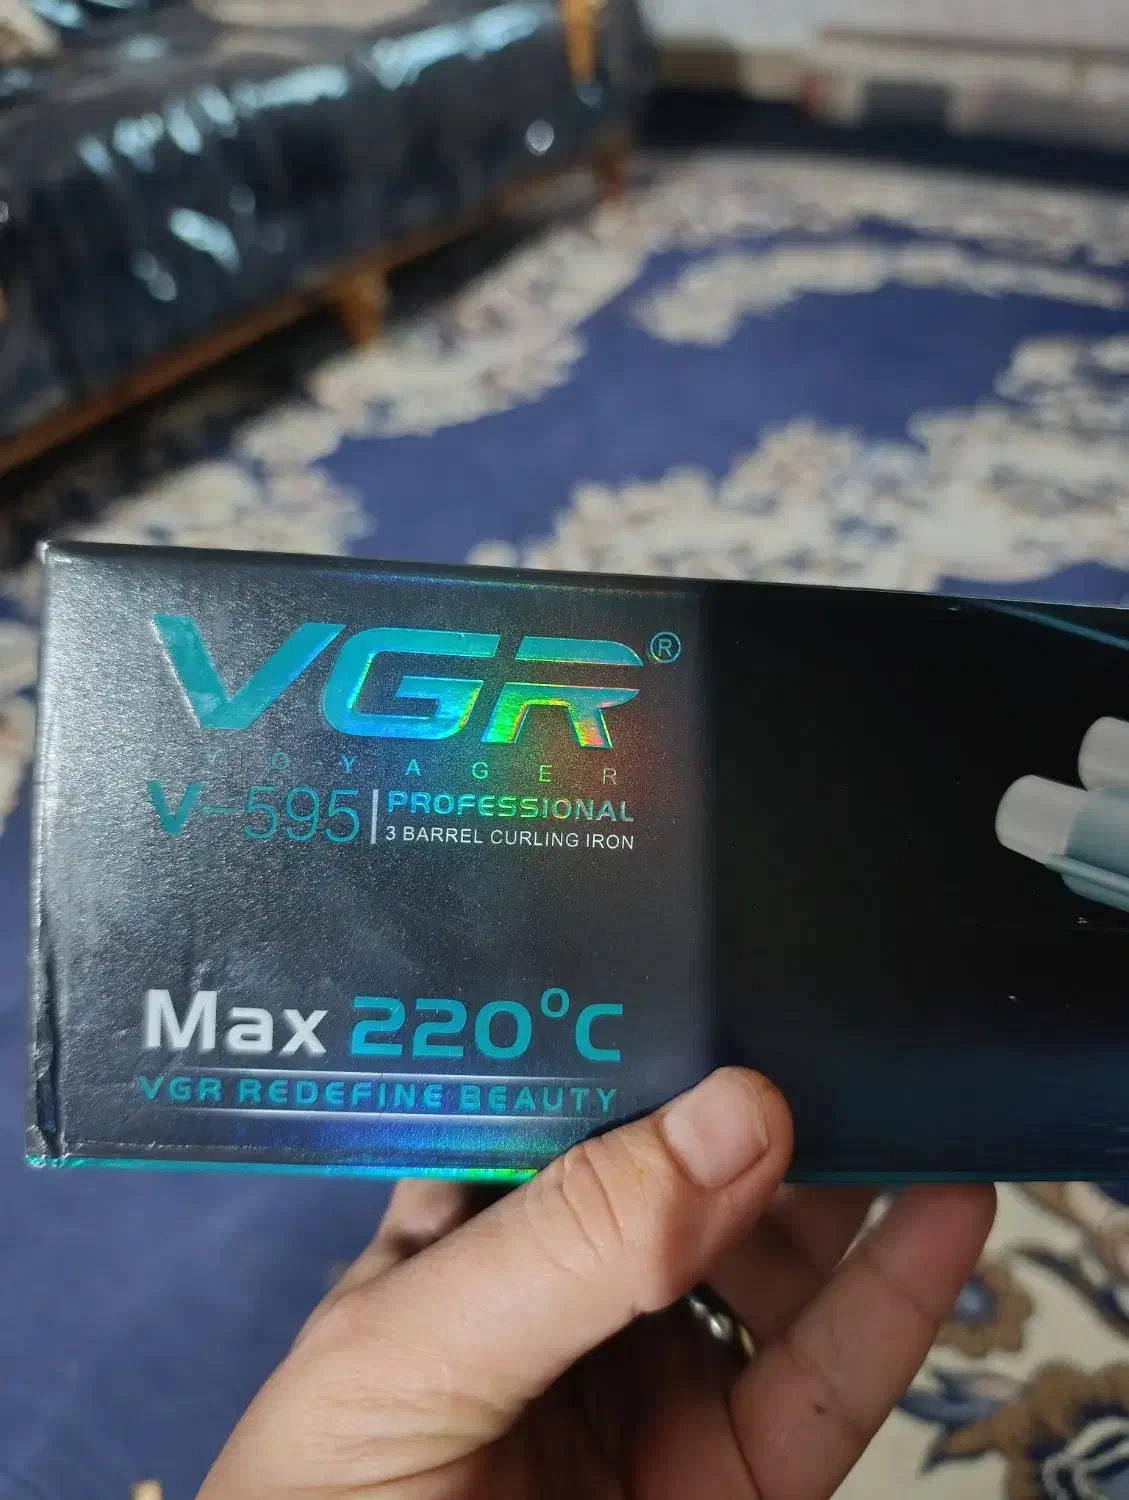 VGR®
VOYAGER
V-595 PROFESSIONAL
3 BARREL CURLING IRON
Max 220°C
VGR REDEFINE BEAUTY